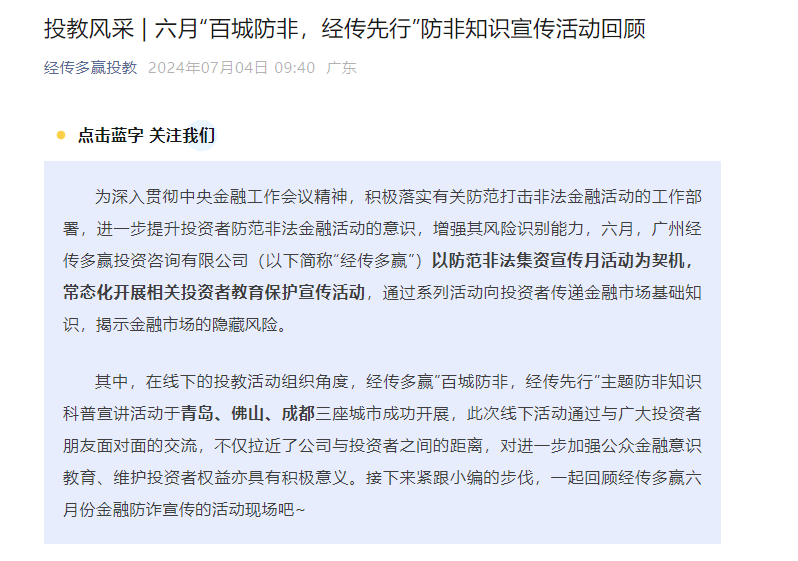 投教风采 | 六月“百城防非，经传先行”防非知识宣传活动回顾
经传多赢投教 2024年07月04日 09:40 广东
点击蓝字 关注我们
为深入贯彻中央金融工作会议精神，积极落实有关防范打击非法金融活动的工作部
署，进一步提升投资者防范非法金融活动的意识，增强其风险识别能力，六月，广州经
传多赢投资咨询有限公司（以下简称“经传多赢”）以防范非法集资宣传月活动为契机，
常态化开展相关投资者教育保护宣传活动，通过系列活动向投资者传递金融市场基础知
识，揭示金融市场的隐藏风险。
其中，在线下的投教活动组织角度，经传多赢“百城防非，经传先行”主题防非知识
科普宣讲活动于青岛、佛山、成都三座城市成功开展，此次线下活动通过与广大投资者
朋友面对面的交流，不仅拉近了公司与投资者之间的距离，对进一步加强公众金融意识
教育、维护投资者权益亦具有积极意义。接下来紧跟小编的步伐，一起回顾经传多赢六
月份金融防诈宣传的活动现场吧~